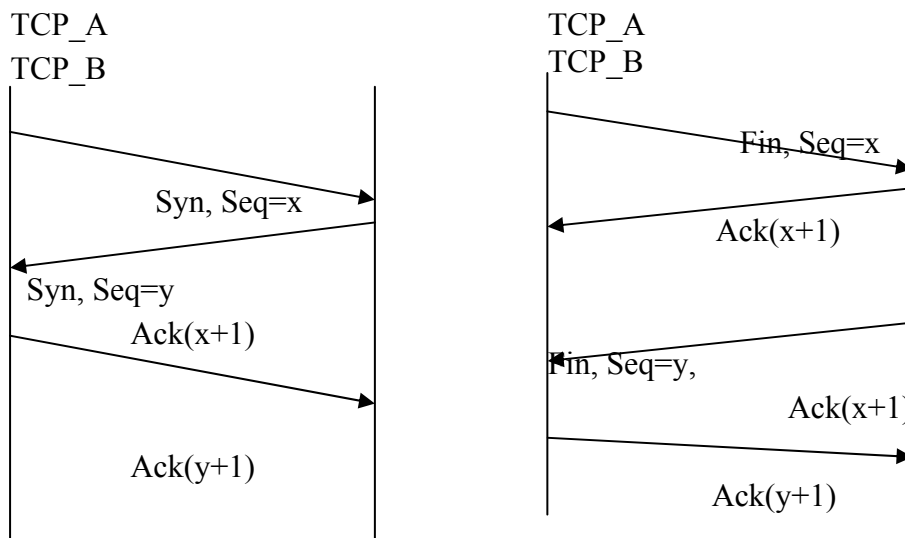 TCP_A
TCP_B
Syn, Seq=x
Syn, Seq=y
Ack(x+1)
Ack(y+1)
TCP_A
TCP_B
Fin, Seq=x
Ack(x+1)
Fin, Seq=y,
Ack(x+1)
Ack(y+1)